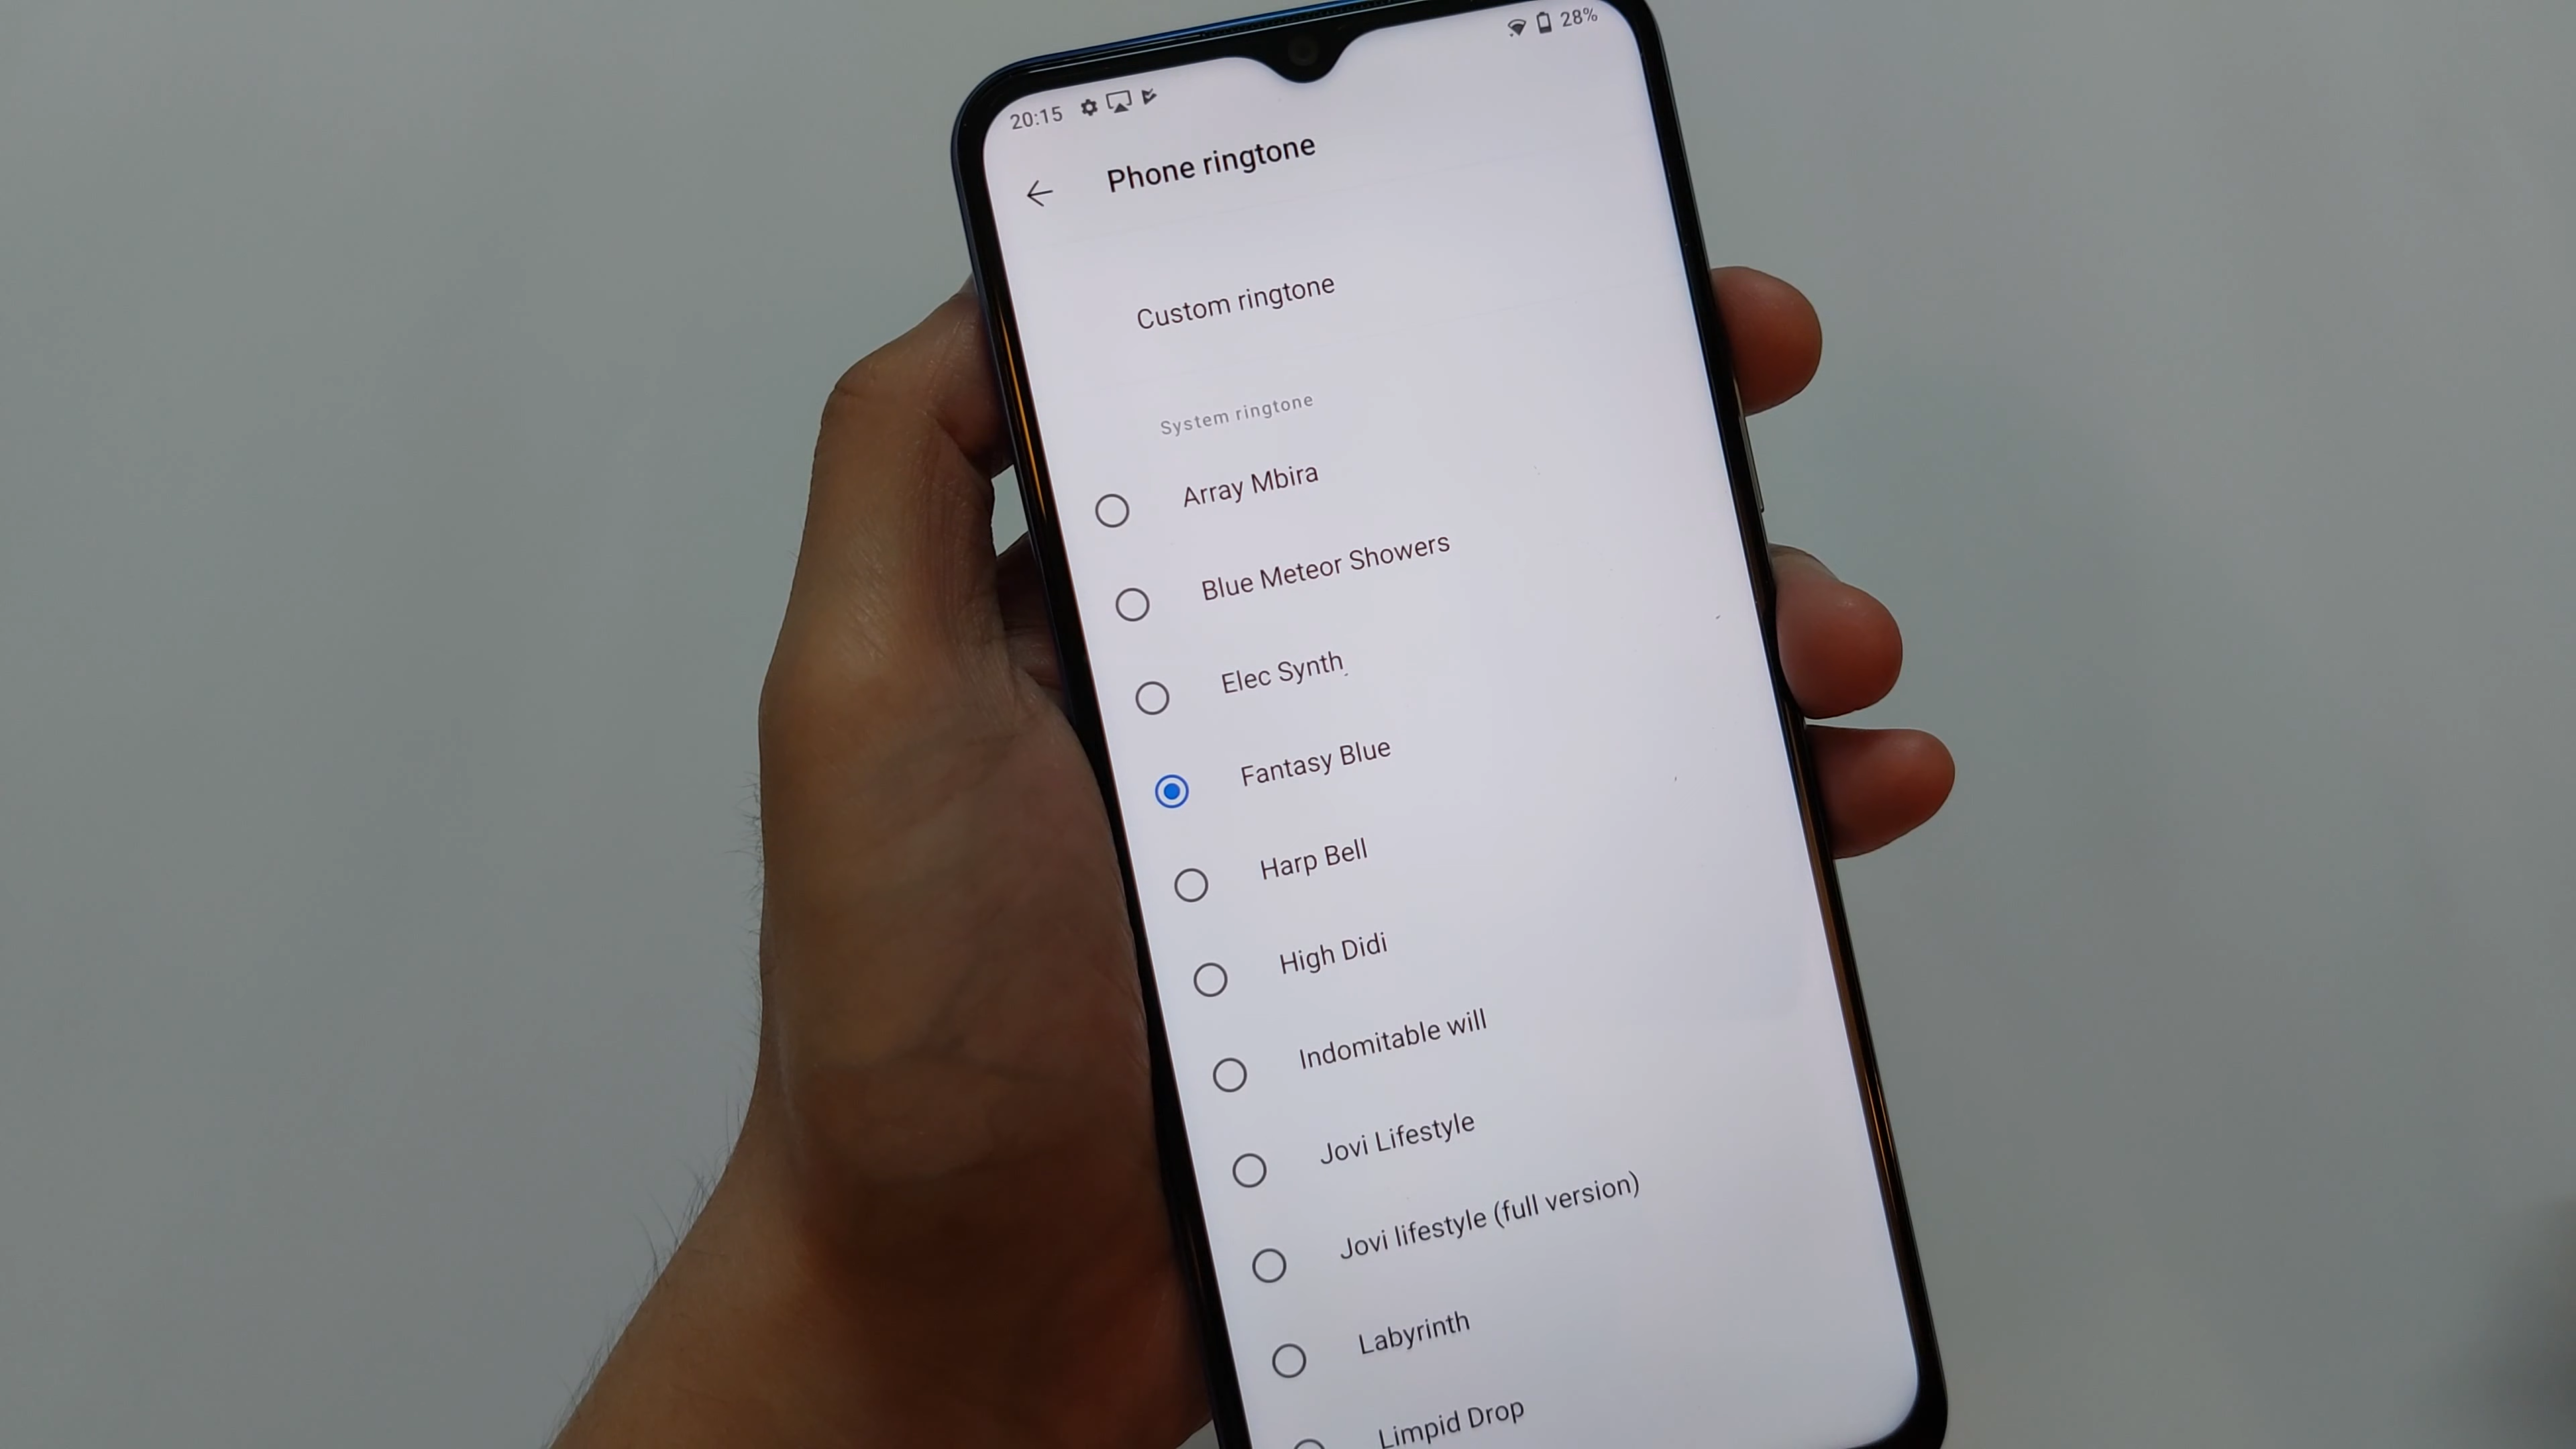 20:15
28%
Phone ringtone
Custom ringtone
System ringtone
Array Mbira
Blue Meteor Showers
Elec Synth
Fantasy Blue
Harp Bell
High Didi
Indomitable will
Jovi Lifestyle
Jovi lifestyle (full version)
Labyrinth
Limpid Drop